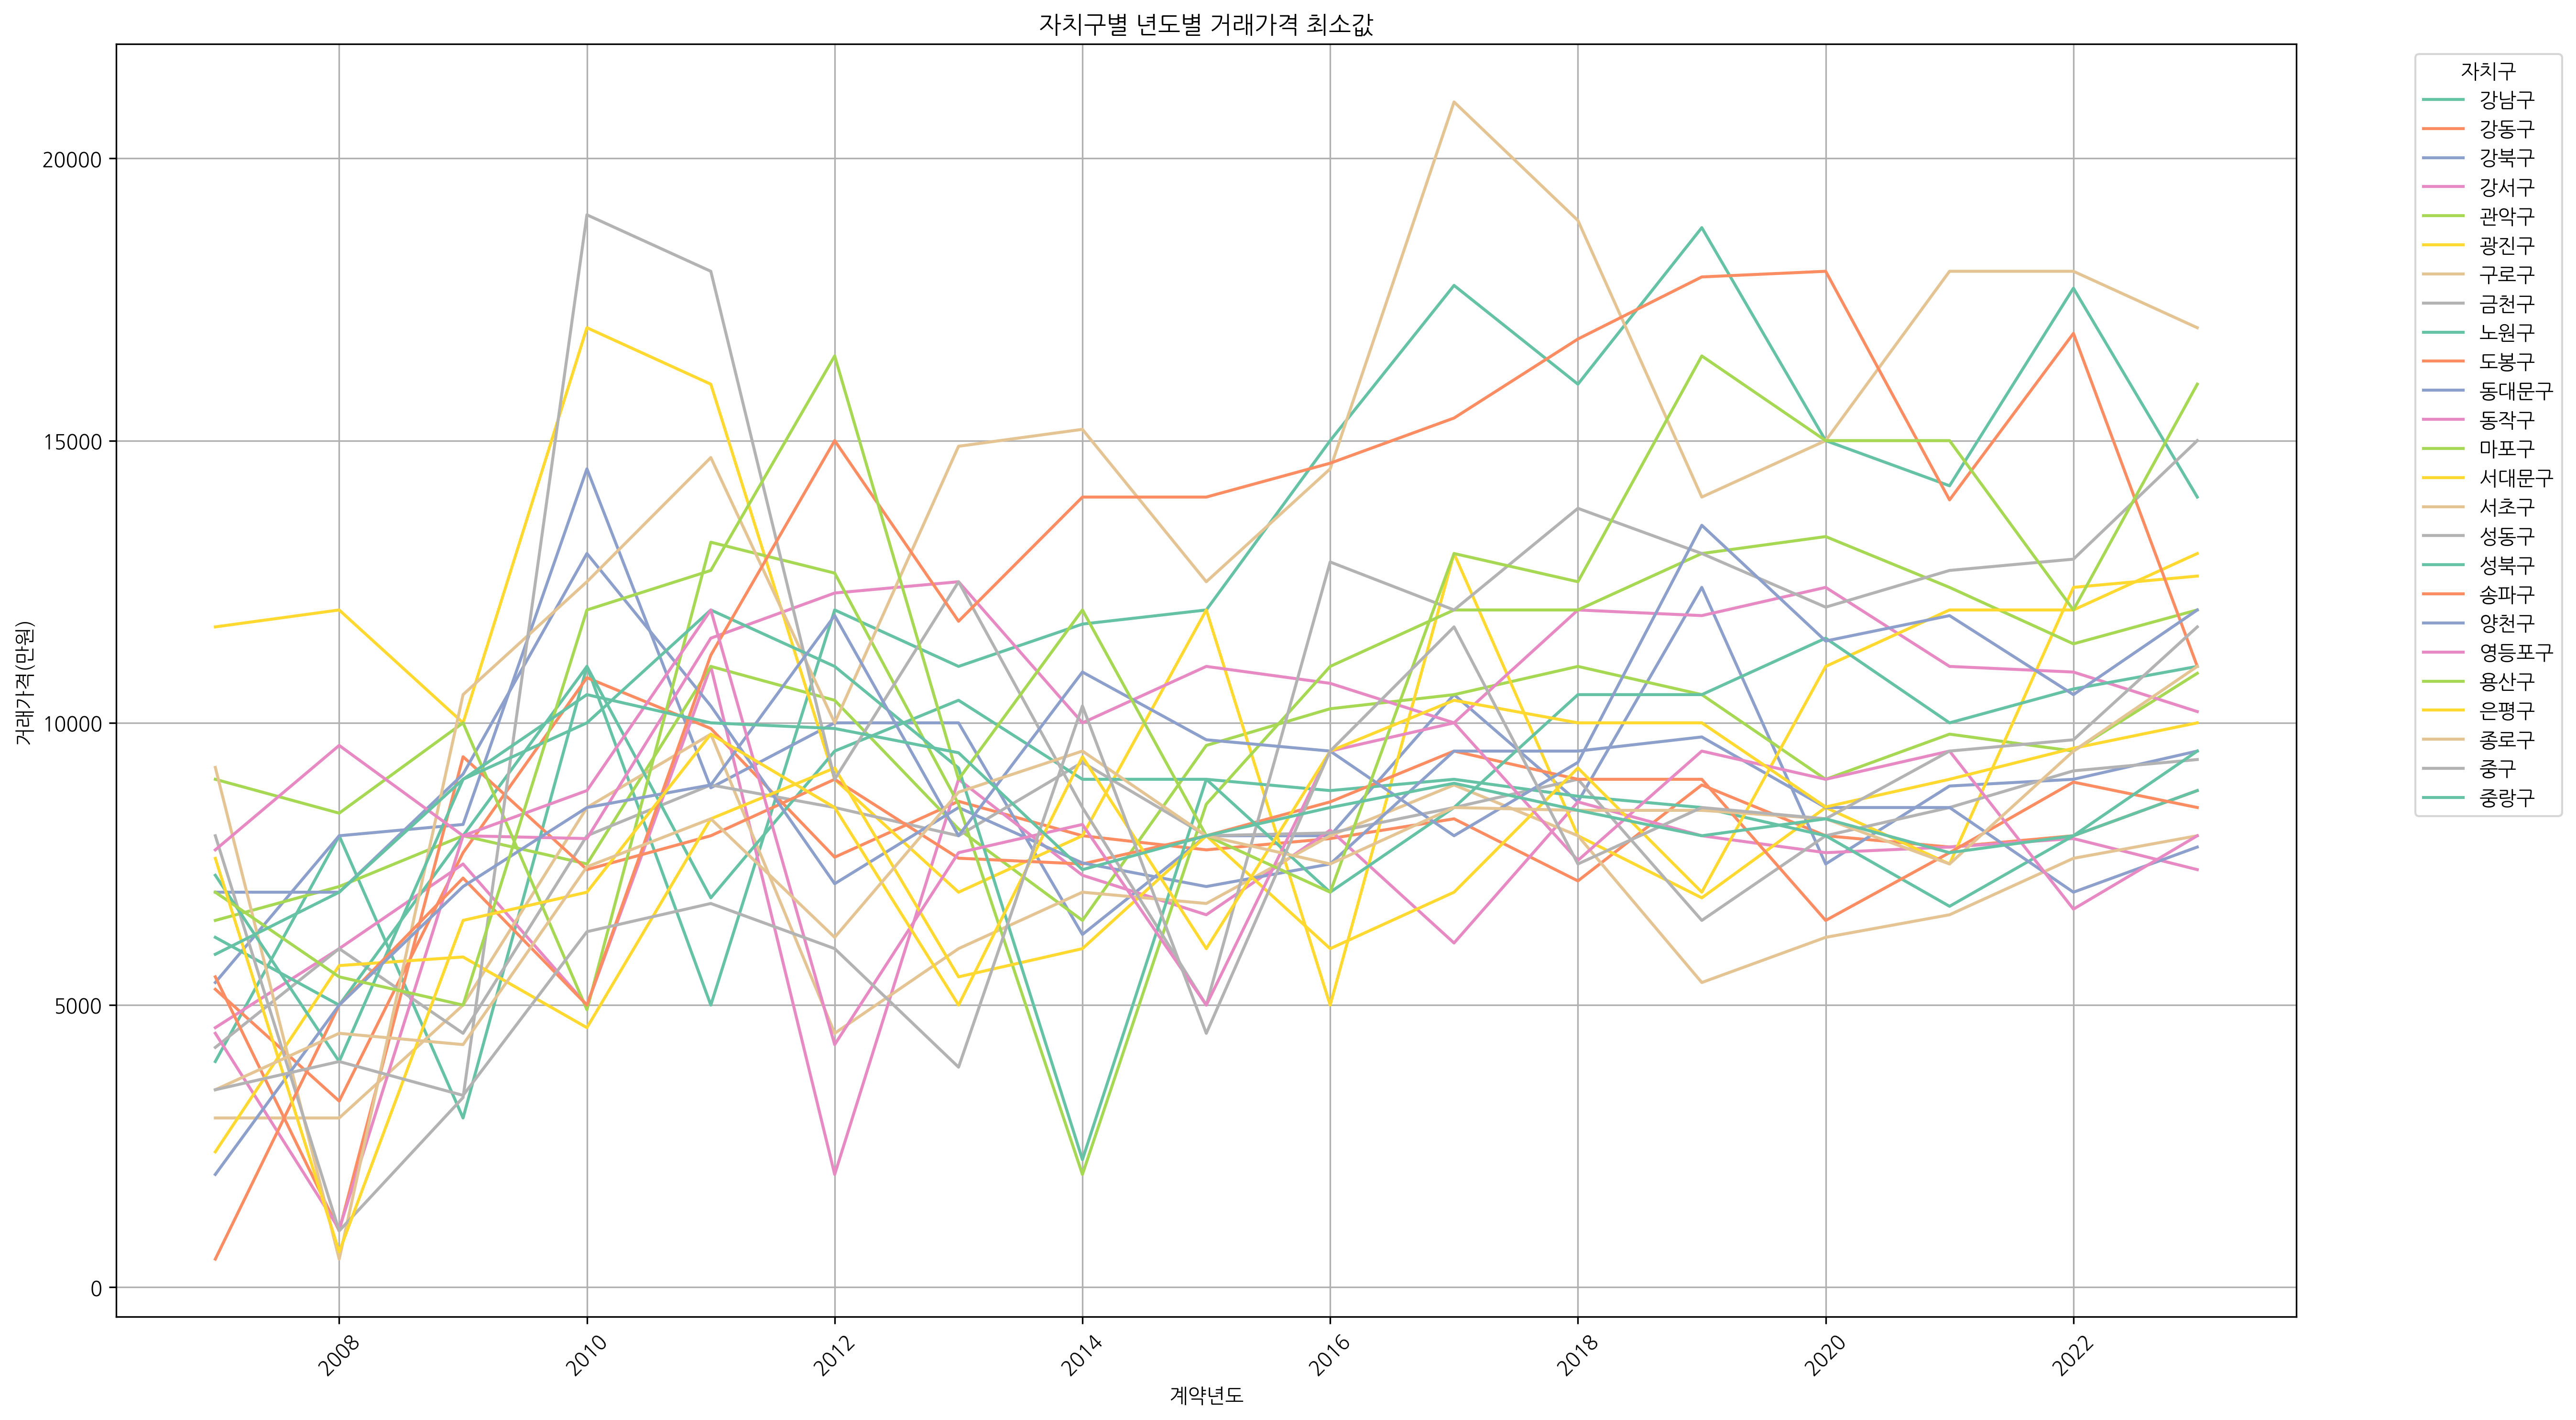 자치구별 년도별 거래가격 최소값
거래가격(만원)
20000
15000
10000
5000
0
2008
2010
2012
2014
2016
2018
2020
2022
계약년도
자치구
강남구
강동구
강북구
강서구
관악구
광진구
구로구
금천구
노원구
도봉구
동대문구
동작구
마포구
서대문구
서초구
성동구
성북구
송파구
양천구
영등포구
용산구
은평구
종로구
중구
중랑구